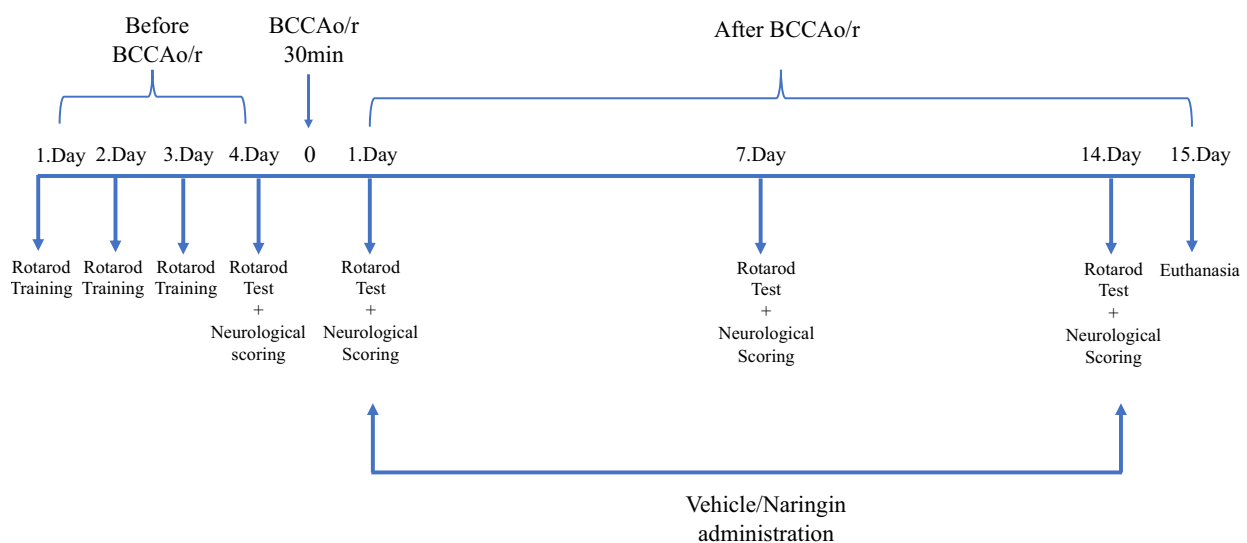 Before
BCCAo/r
BCCAo/r
30min
After BCCAo/r
1.Day 2.Day 3.Day 4.Day 0 1.Day 7.Day 14.Day 15.Day
Rotarod
Training
Rotarod
Training
Rotarod
Training
Rotarod
Test
+
Neurological
scoring
Rotarod
Test
+
Neurological
Scoring
Rotarod
Test
+
Neurological
Scoring
Rotarod
Test
+
Neurological
Scoring
Euthanasia
Vehicle/Naringin
administration